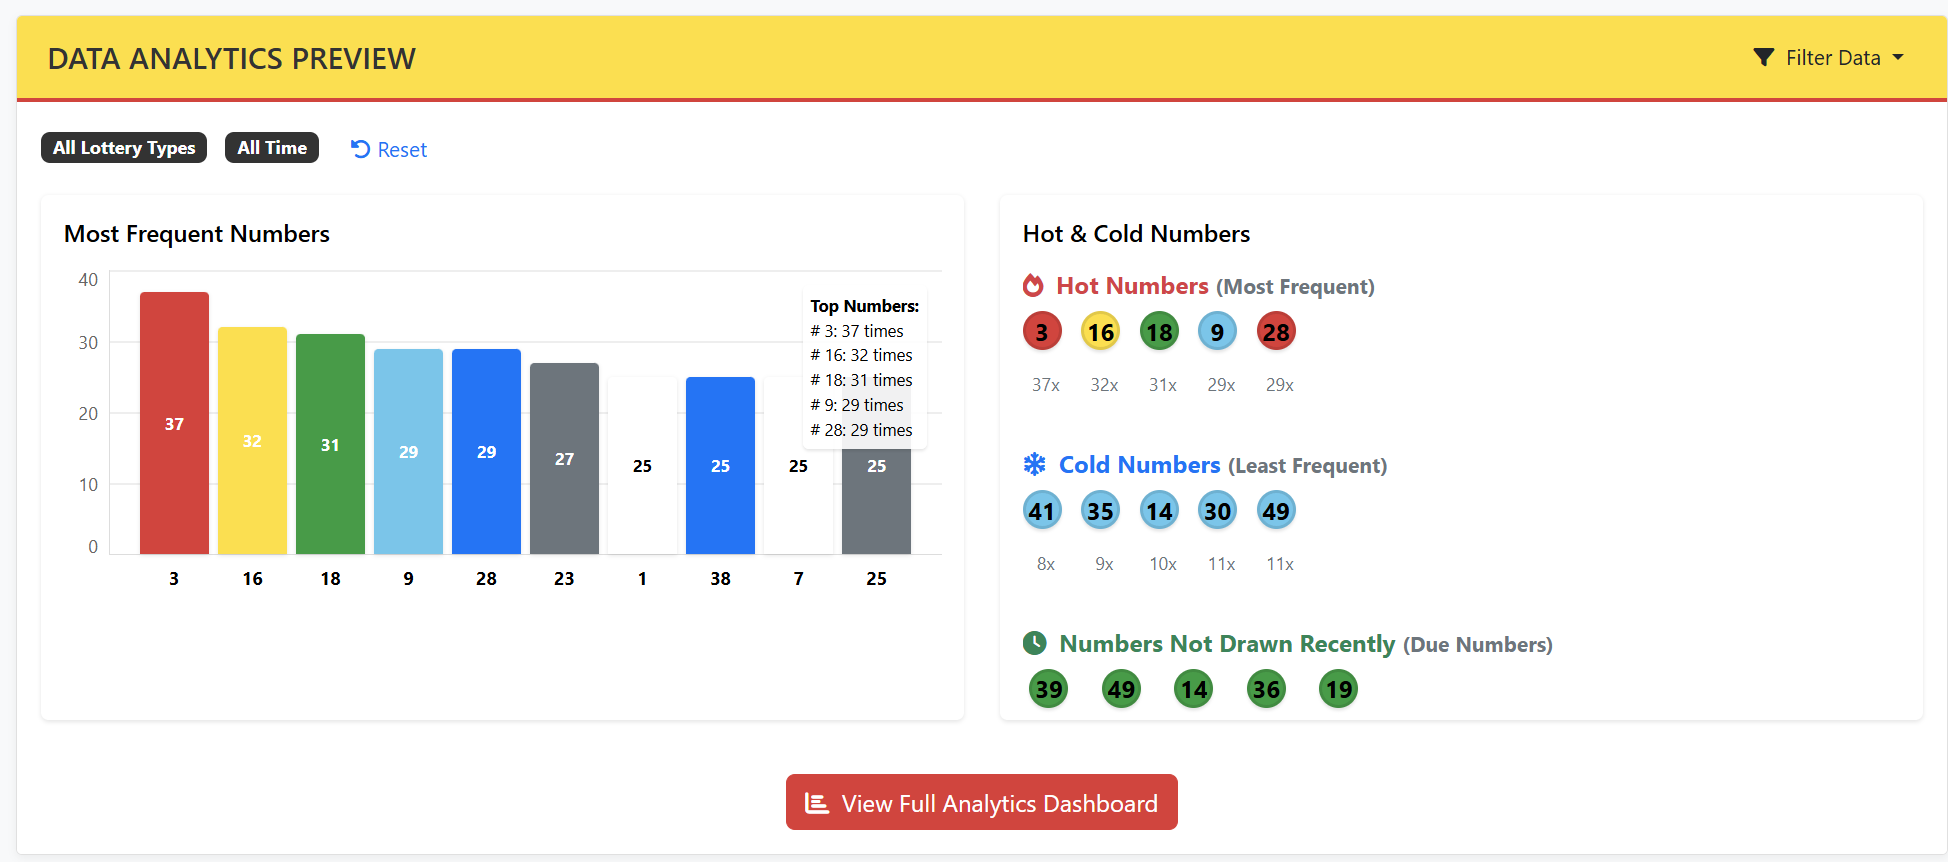 DATA ANALYTICS PREVIEW
Filter Data
All Lottery Types
All Time
Reset
Most Frequent Numbers
40
30
20
10
0
37
32
31
29
29
27
25
25
25
25
3
16
18
9
28
23
1
38
7
25
Top Numbers:
# 3: 37 times
# 16: 32 times
# 18: 31 times
# 9: 29 times
# 28: 29 times
Hot & Cold Numbers
Hot Numbers (Most Frequent)
3 16 18 9 28
37x 32x 31x 29x 29x
Cold Numbers (Least Frequent)
41 35 14 30 49
8x 9x 10x 11x 11x
Numbers Not Drawn Recently (Due Numbers)
39 49 14 36 19
View Full Analytics Dashboard